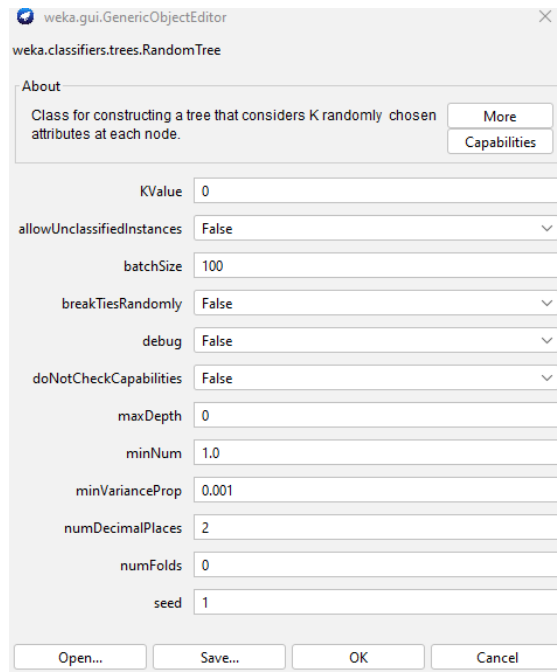 weka.gui.GenericObjectEditor
weka.classifiers.trees.RandomTree
About
Class for constructing a tree that considers K randomly chosen
attributes at each node.
More
Capabilities
KValue 0
allowUnclassifiedInstances False
batchSize 100
breakTiesRandomly False
debug False
doNotCheckCapabilities False
maxDepth 0
minNum 1.0
minVarianceProp 0.001
numDecimalPlaces 2
numFolds 0
seed 1
Open... Save... OK Cancel